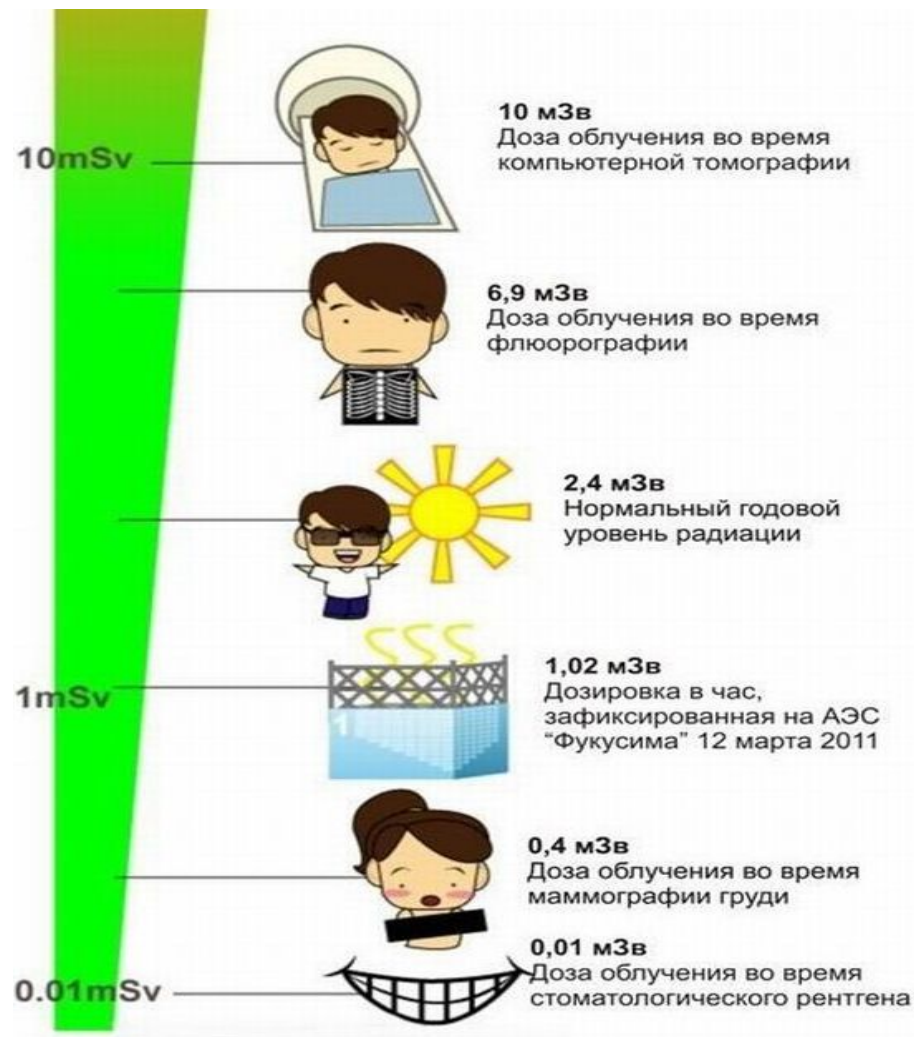 10mSv
10 мЗв
Доза облучения во время
компьютерной томографии
6,9 мЗв
Доза облучения во время
флюорографии
2,4 мЗв
Нормальный годовой
уровень радиации
1mSv
1,02 мЗв
Дозировка в час,
зафиксированная на АЭС
“Фукусима” 12 марта 2011
1
0,4 мЗв
Доза облучения во время
маммографии груди
0.01mSv
0,01 мЗв
Доза облучения во время
стоматологического рентгена